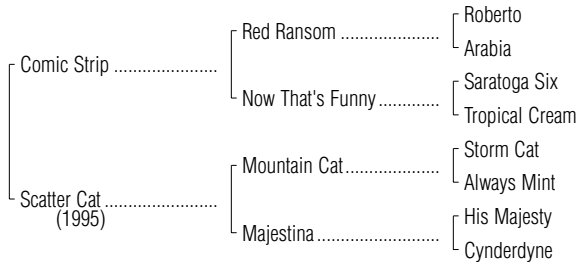 Roberto
Red Ransom ......................
Arabia
Comic Strip .......................
Saratoga Six
Now That's Funny.............
Tropical Cream
Storm Cat
Mountain Cat.....................
Always Mint
Scatter Cat .........................
(1995)
His Majesty
Majestina ...........................
Cynderdyne